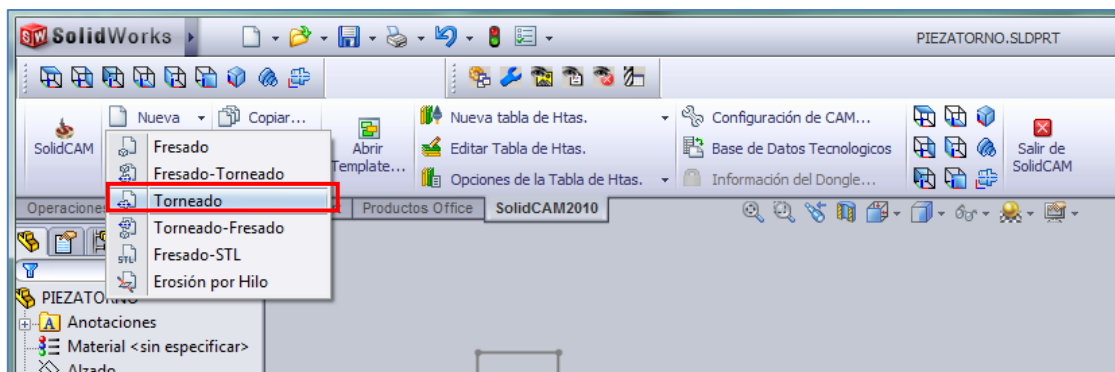 SolidWorks
PIEZATORNO.SLDPRT
Nueva
Copiar...
Nueva tabla de Htas.
Configuración de CAM...
SolidCAM
Fresado
Abrir
Template...
Editar Tabla de Htas.
Base de Datos Tecnologicos
Salir de
SolidCAM
Fresado-Torneado
Opciones de la Tabla de Htas.
Información del Dongle...
Operaciones
Torneado
Productos Office
SolidCAM2010
Torneado-Fresado
STL
Fresado-STL
Erosión por Hilo
PIEZATORNO
A Anotaciones
Material <sin especificar>
Alzado